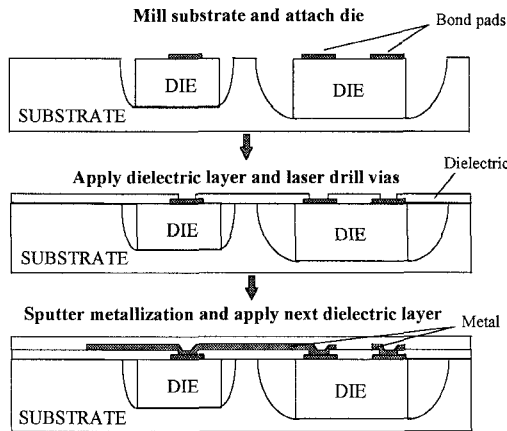 Mill substrate and attach die
Bond pads
DIE
DIE
SUBSTRATE
Apply dielectric layer and laser drill vias
Dielectric
DIE
DIE
SUBSTRATE
Sputter metallization and apply next dielectric layer
Metal
DIE
DIE
SUBSTRATE